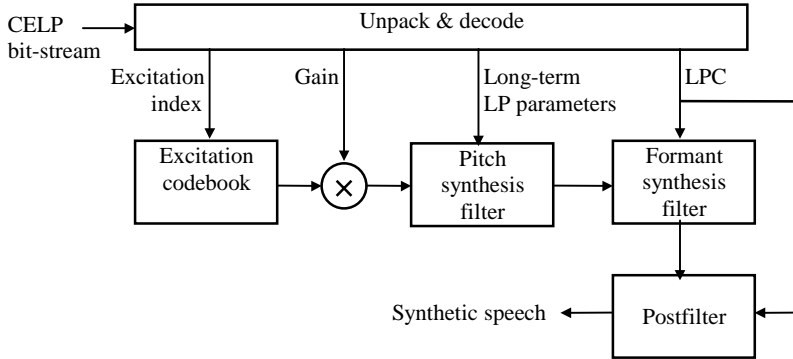 CELP
bit-stream
Unpack & decode
Excitation
index
Gain
Long-term
LP parameters
LPC
Excitation
codebook
×
Pitch
synthesis
filter
Formant
synthesis
filter
Synthetic speech
Postfilter